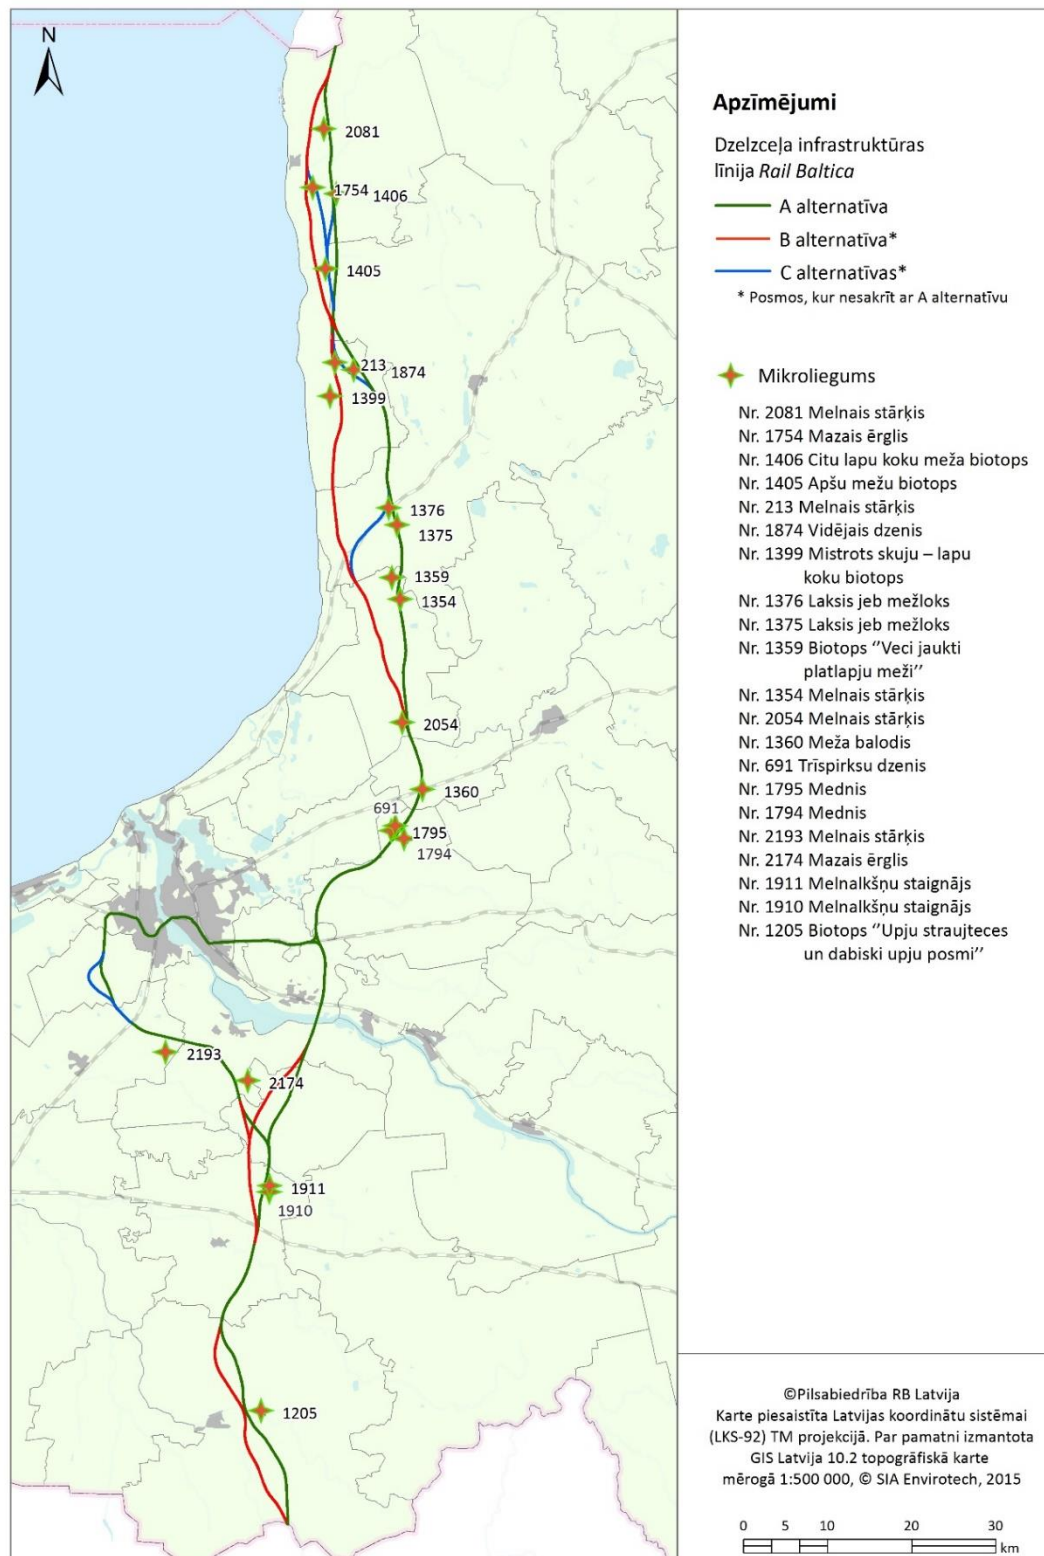 N
2081
1754
1406
1405
213
1874
1399
1376
1375
1359
1354
2054
1360
691
1795
1794
2193
2174
1911
1910
1205
Apzīmējumi
Dzelzceļa infrastruktūras
līnija Rail Baltica
A alternatīva
B alternatīva*
C alternatīvas*
* Posmos, kur nesakrīt ar A alternatīvu
Mikroliegums
Nr. 2081 Melnais stārķis
Nr. 1754 Mazais ērglis
Nr. 1406 Citu lapu koku meža biotops
Nr. 1405 Apšu mežu biotops
Nr. 213 Melnais stārķis
Nr. 1874 Vidējais dzenis
Nr. 1399 Mistrots skuju – lapu
koku biotops
Nr. 1376 Laksis jeb mežloks
Nr. 1375 Laksis jeb mežloks
Nr. 1359 Biotops ‘‘Veci jaukti
platlapju meži’’
Nr. 1354 Melnais stārķis
Nr. 2054 Melnais stārķis
Nr. 1360 Meža balodis
Nr. 691 Trīspirksu dzenis
Nr. 1795 Mednis
Nr. 1794 Mednis
Nr. 2193 Melnais stārķis
Nr. 2174 Mazais ērglis
Nr. 1911 Melnalkšņu staignājs
Nr. 1910 Melnalkšņu staignājs
Nr. 1205 Biotops ‘‘Upju straujteces
un dabiski upju posmi’’
©Pilsabiedrība RB Latvija
Karte piesaistīta Latvijas koordinātu sistēmai
(LKS-92) TM projekcijā. Par pamatni izmantota
GIS Latvija 10.2 topogrāfiskā karte
mērogā 1:500 000, © SIA Envirotech, 2015
0 5 10 20 30
km